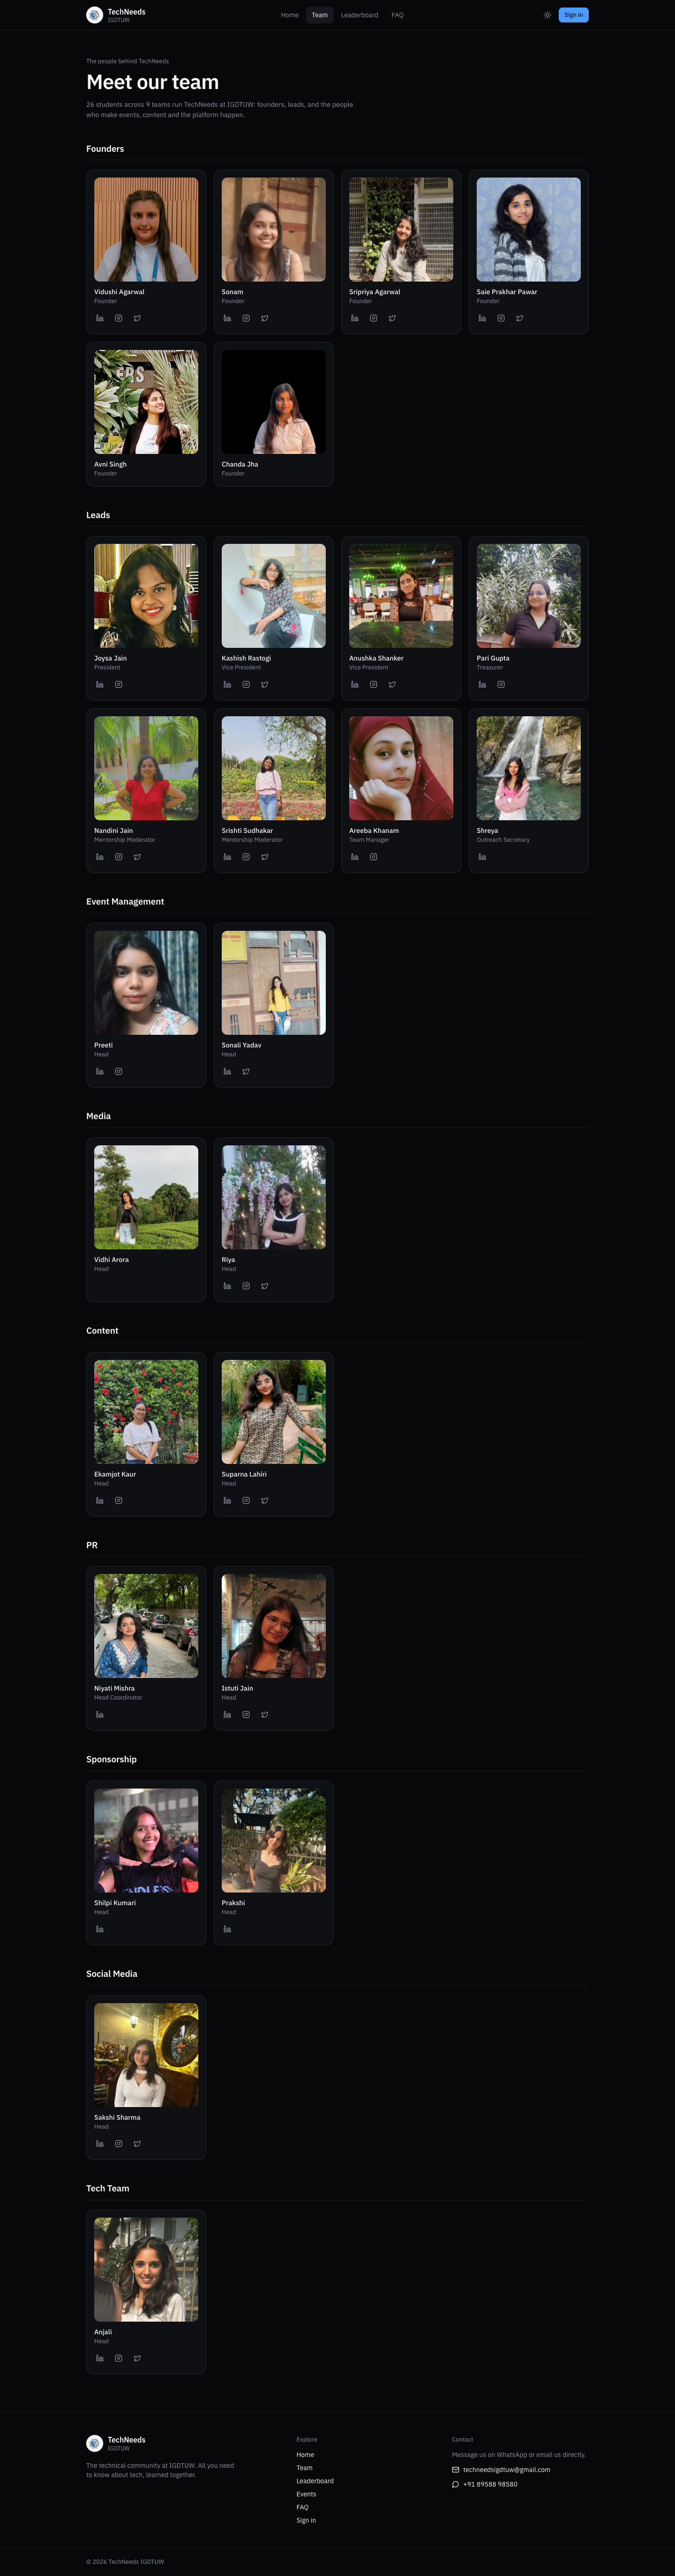 TechNeeds
IGDTUW
Home
Team
Leaderboard
FAQ
Sign in
The people behind TechNeeds
Meet our team
26 students across 9 teams run TechNeeds at IGDTUW: founders, leads, and the people
who make events, content and the platform happen.
Founders
Vidushi Agarwal
Founder
Sonam
Founder
Sripriya Agarwal
Founder
Saie Prakhar Pawar
Founder
ERS
Avni Singh
Founder
Chanda Jha
Founder
Leads
Joysa Jain
President
Kashish Rastogi
Vice President
Anushka Shanker
Vice President
Pari Gupta
Treasurer
Nandini Jain
Mentorship Moderator
Srishti Sudhakar
Mentorship Moderator
Areeba Khanam
Team Manager
Shreya
Outreach Secretary
Event Management
Preeti
Head
Sonali Yadav
Head
Media
Vidhi Arora
Head
Riya
Head
Content
Ekamjot Kaur
Head
Suparna Lahiri
Head
PR
Niyati Mishra
Head Coordinator
Istuti Jain
Head
Sponsorship
Shilpi Kumari
Head
Prakshi
Head
Social Media
Sakshi Sharma
Head
Tech Team
Anjali
Head
TechNeeds
IGDTUW
The technical community at IGDTUW. All you need
to know about tech, learned together.
Explore
Home
Team
Leaderboard
Events
FAQ
Sign in
Contact
Message us on WhatsApp or email us directly.
techneedsigdtuw@gmail.com
+91 89588 98580
© 2026 TechNeeds IGDTUW